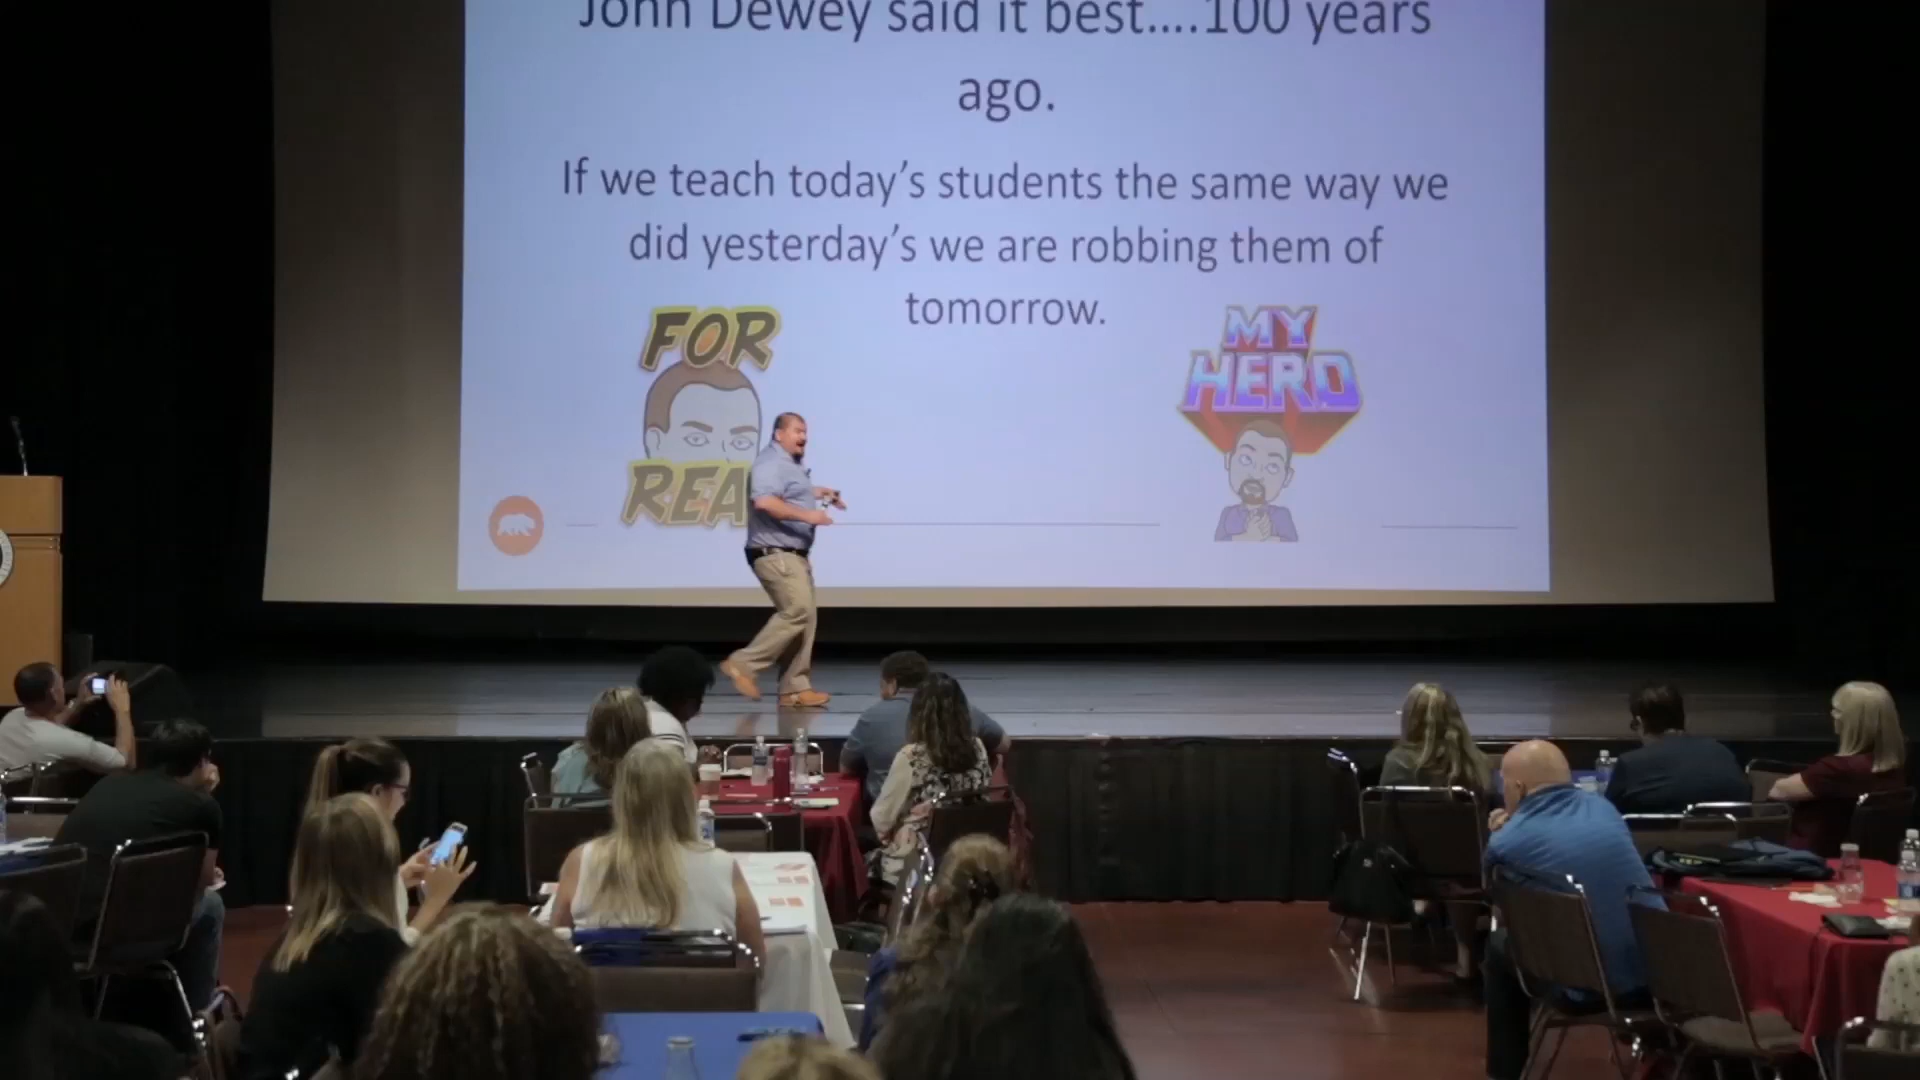 John Dewey said it best....100 years
ago.
If we teach today's students the same way we
did yesterday's we are robbing them of
tomorrow.
FOR
REA
MY
HERO